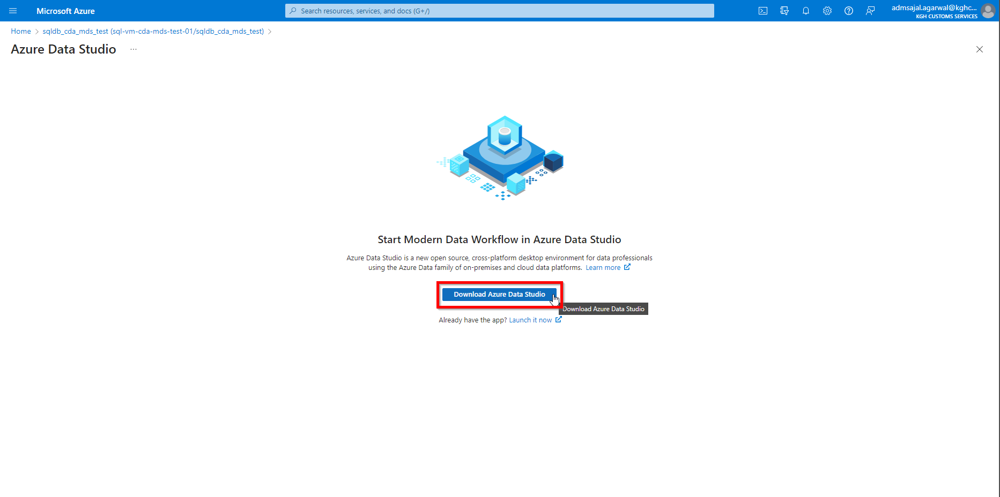 Microsoft Azure
Search resources, services, and docs (G+/)
admsajal.agarwal@kghc...
KGH CUSTOMS SERVICES
Home
sqldb_cda_mds_test (sql-vm-cda-mds-test-01/sqldb_cda_mds_test)
Azure Data Studio ...
Start Modern Data Workflow in Azure Data Studio
Azure Data Studio is a new open source, cross-platform desktop environment for data professionals
using the Azure Data family of on-premises and cloud data platforms. Learn more
Download Azure Data Studio
Download Azure Data Studio
Already have the app? Launch it now